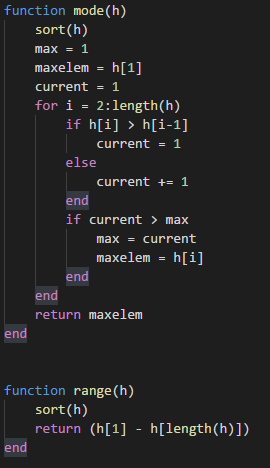 function mode(h)
    sort(h)
    max = 1
    maxelem = h[1]
    current = 1
    for i = 2:length(h)
        if h[i] > h[i-1]
            current = 1
        else
            current += 1
        end
        if current > max
            max = current
            maxelem = h[i]
        end
    end
    return maxelem
end
function range(h)
    sort(h)
    return (h[1] - h[length(h)])
end